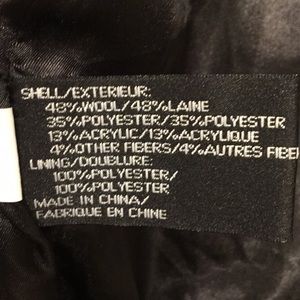 SHELL/EXTERIEUR:
48%WOOL/48%LAINE
35%POLYESTER/35%POLYESTER
13%ACRYLIC/13%ACRYLIQUE
4%OTHER FIBERS/4%AUTRES FIBE
LINING/DOUBLURE:
100%POLYESTER/
100%POLYESTER
MADE IN CHINA/
FABRIQUE EN CHINE